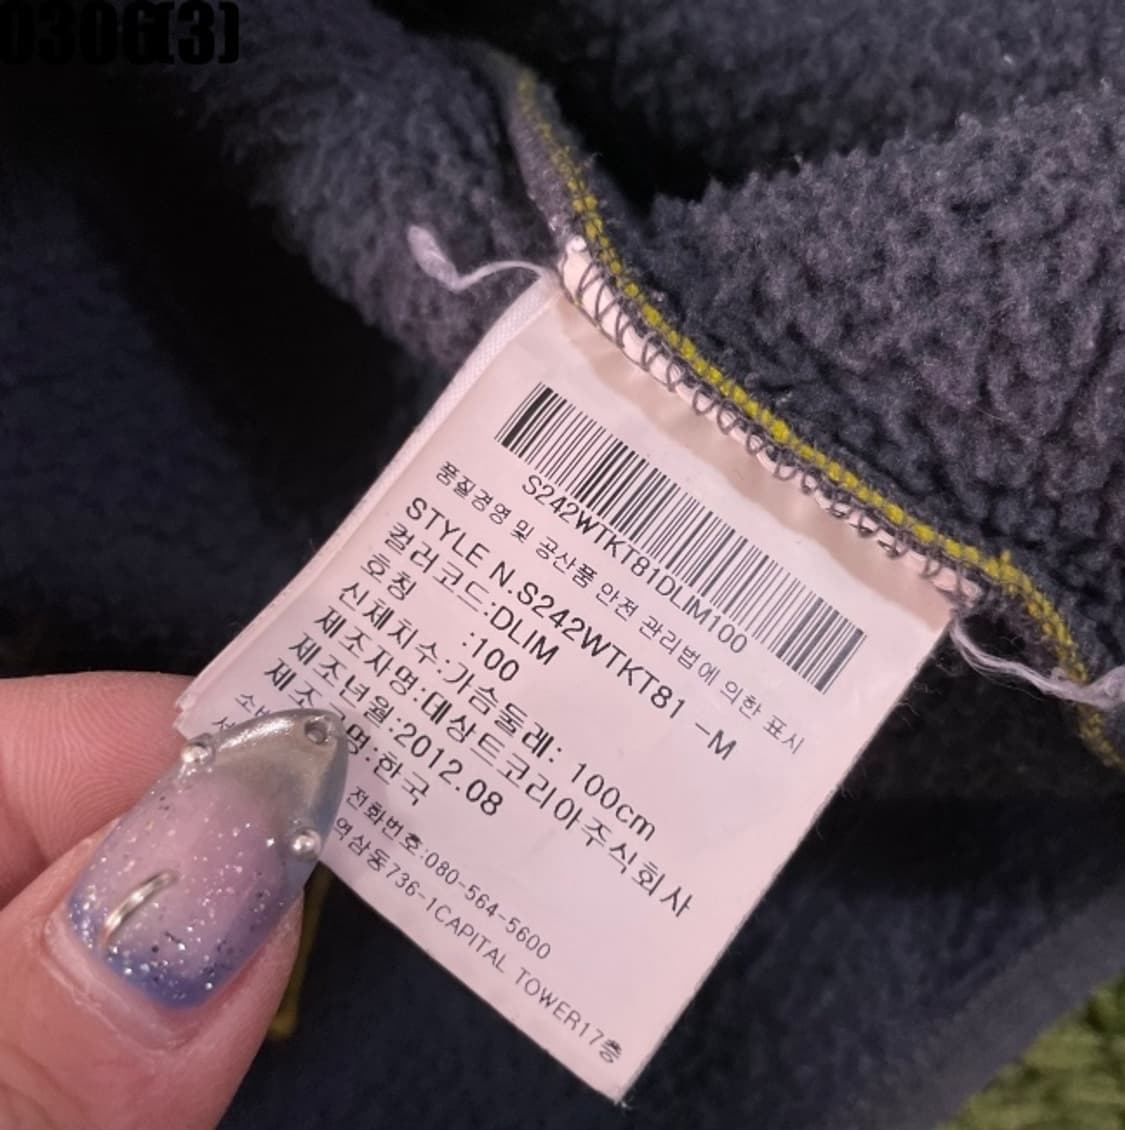 0306(3)
S242WTKT81DLIM100
품질경영 및 공산품 안전 관리법에 의한 표시
STYLE N.S242WTKT81 -M
컬러코드:DLIM
호칭 :100
신체치수:가슴둘레: 100cm
제조자명:데상트코리아주식회사
제조년월:2012.08
제조국명:한국
전화번호:080-564-5600
역삼동736-1CAPITAL TOWER17층